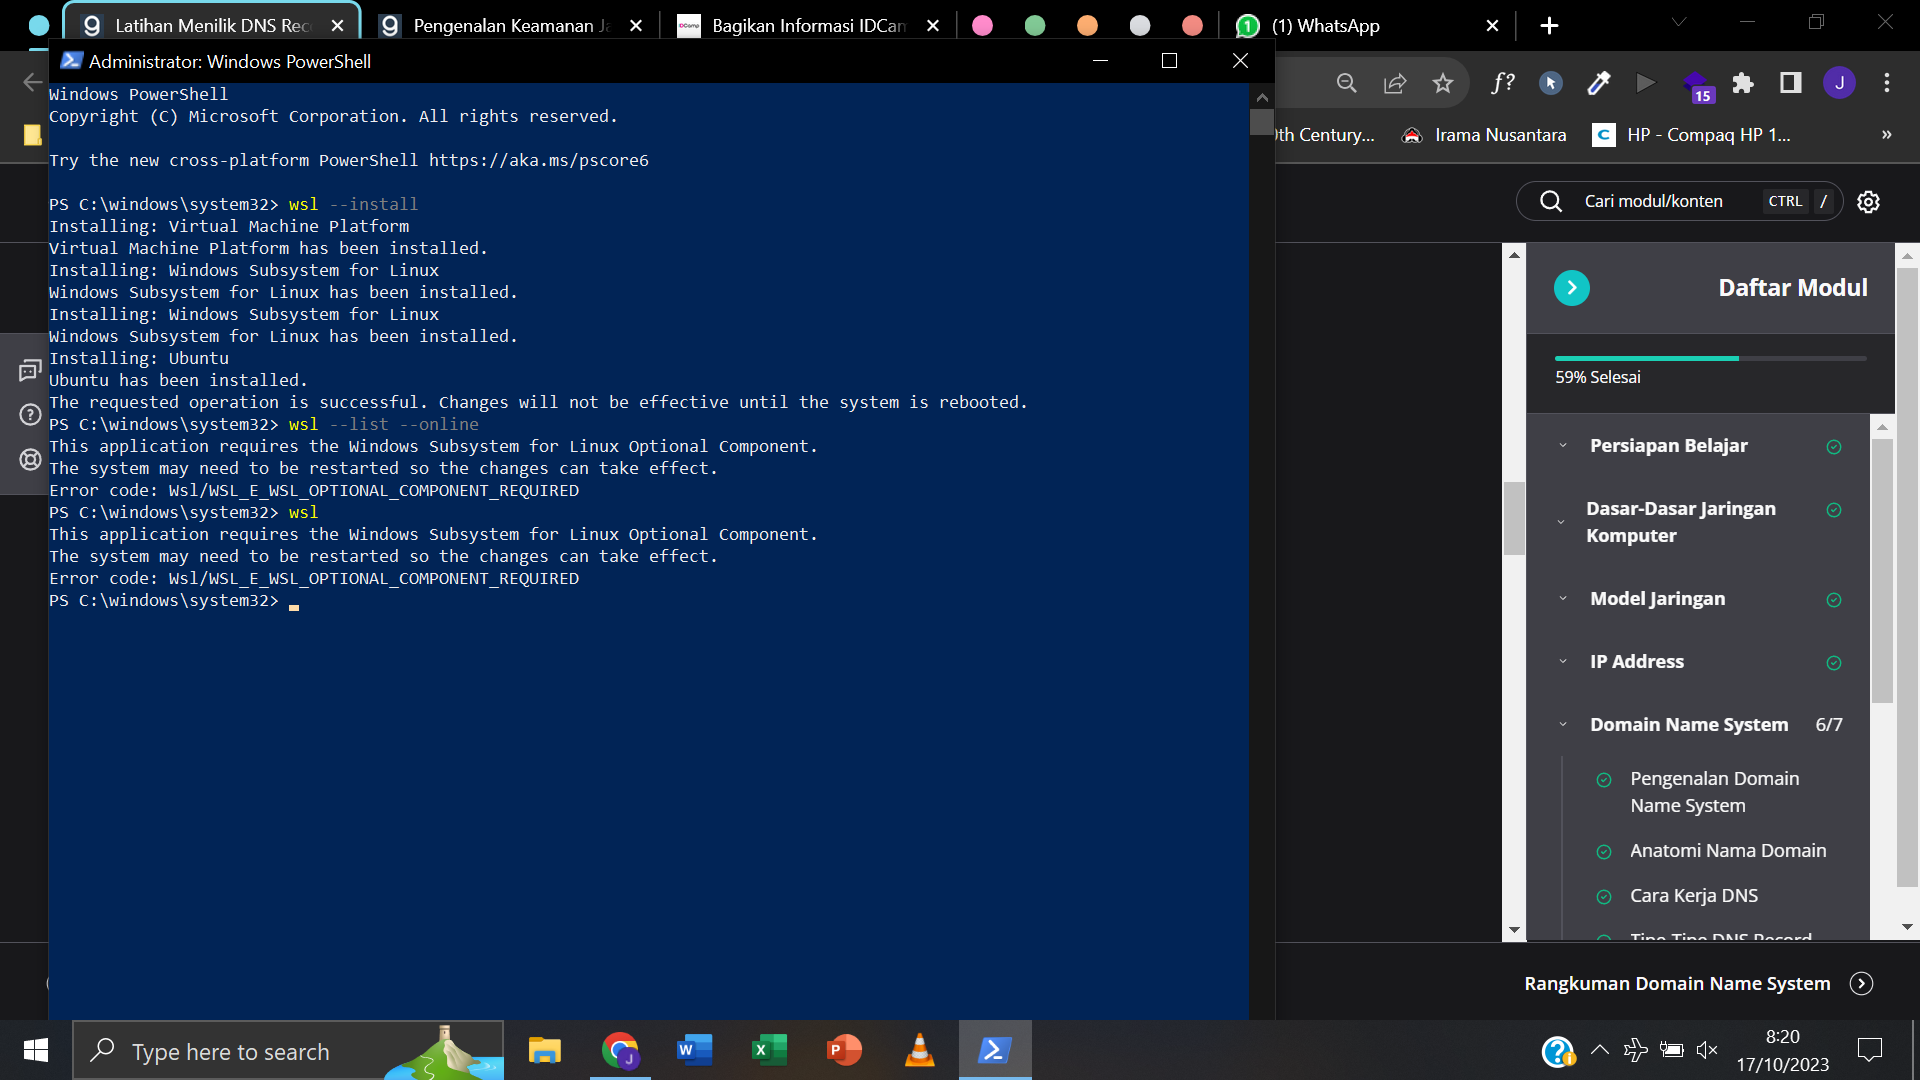 Latihan Menilik DNS Rec
Pengenalan Keamanan Ja
Bagikan Informasi IDCam
(1) WhatsApp
Administrator: Windows PowerShell
Windows PowerShell
Copyright (C) Microsoft Corporation. All rights reserved.
Try the new cross-platform PowerShell https://aka.ms/pscore6
PS C:\windows\system32> wsl --install
Installing: Virtual Machine Platform
Virtual Machine Platform has been installed.
Installing: Windows Subsystem for Linux
Windows Subsystem for Linux has been installed.
Installing: Windows Subsystem for Linux
Windows Subsystem for Linux has been installed.
Installing: Ubuntu
Ubuntu has been installed.
The requested operation is successful. Changes will not be effective until the system is rebooted.
PS C:\windows\system32> wsl --list --online
This application requires the Windows Subsystem for Linux Optional Component.
The system may need to be restarted so the changes can take effect.
Error code: Wsl/WSL_E_WSL_OPTIONAL_COMPONENT_REQUIRED
PS C:\windows\system32> wsl
This application requires the Windows Subsystem for Linux Optional Component.
The system may need to be restarted so the changes can take effect.
Error code: Wsl/WSL_E_WSL_OPTIONAL_COMPONENT_REQUIRED
PS C:\windows\system32>
f?
15
J
th Century...
Irama Nusantara
HP - Compaq HP 1...
»
Cari modul/konten CTRL /
Daftar Modul
59% Selesai
Persiapan Belajar
Dasar-Dasar Jaringan
Komputer
Model Jaringan
IP Address
Domain Name System 6/7
Pengenalan Domain
Name System
Anatomi Nama Domain
Cara Kerja DNS
Tipe-Tipe DNS Record
Rangkuman Domain Name System
Type here to search
8:20
17/10/2023